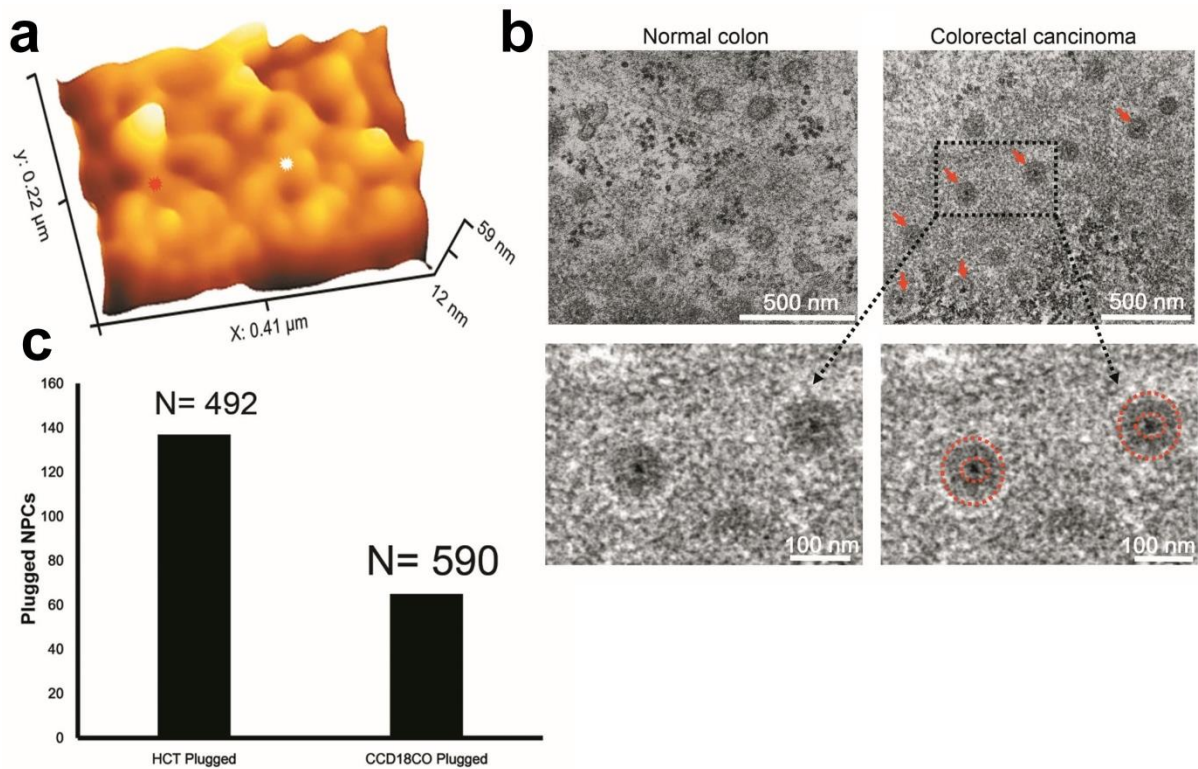 a
y: 0.22 µm
X: 0.41 µm
59 nm
12 nm
b
Normal colon
Colorectal cancinoma
500 nm
500 nm
100 nm
100 nm
c
Plugged NPCs
160
140
120
100
80
60
40
20
0
N= 492
N= 590
HCT Plugged
CCD18CO Plugged